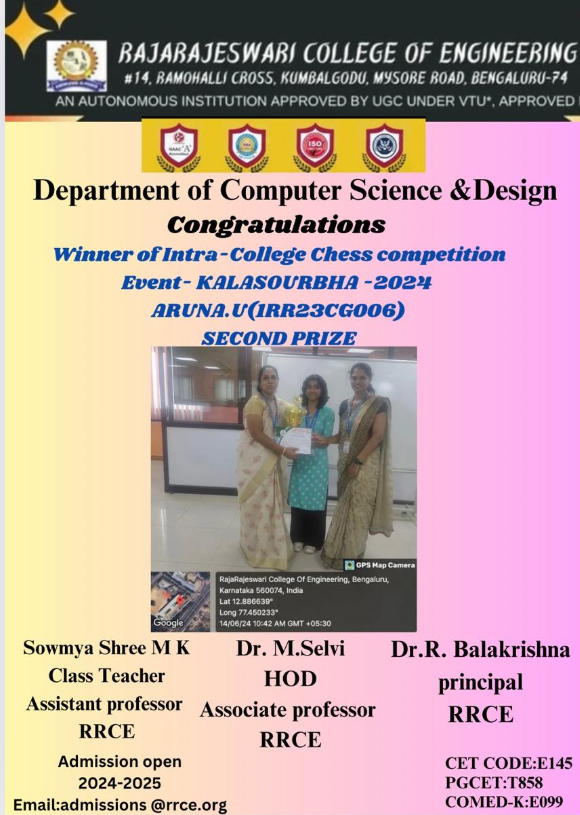 RAJARAJESWARI COLLEGE OF ENGINEERING
#14, RAMOHALLI CROSS, KUMBALGODU, MYSORE ROAD, BENGALURU-74
AN AUTONOMOUS INSTITUTION APPROVED BY UGC UNDER VTU*, APPROVED
NAAC 'A'
ISO
Department of Computer Science &Design
Congratulations
Winner of Intra-College Chess competition
Event- KALASOURBHA -2024
ARUNA.U(1RR23CG006)
SECOND PRIZE
GPS Map Camera
RajaRajeswari College Of Engineering, Bengaluru,
Karnataka 560074, India
Lat 12.886639°
Long 77.450233°
14/06/24 10:42 AM GMT +05:30
Google
Sowmya Shree M K
Class Teacher
Assistant professor
RRCE
Dr. M.Selvi
HOD
Associate professor
RRCE
Dr.R. Balakrishna
principal
RRCE
Admission open
2024-2025
Email:admissions @rrce.org
CET CODE:E145
PGCET:T858
COMED-K:E099